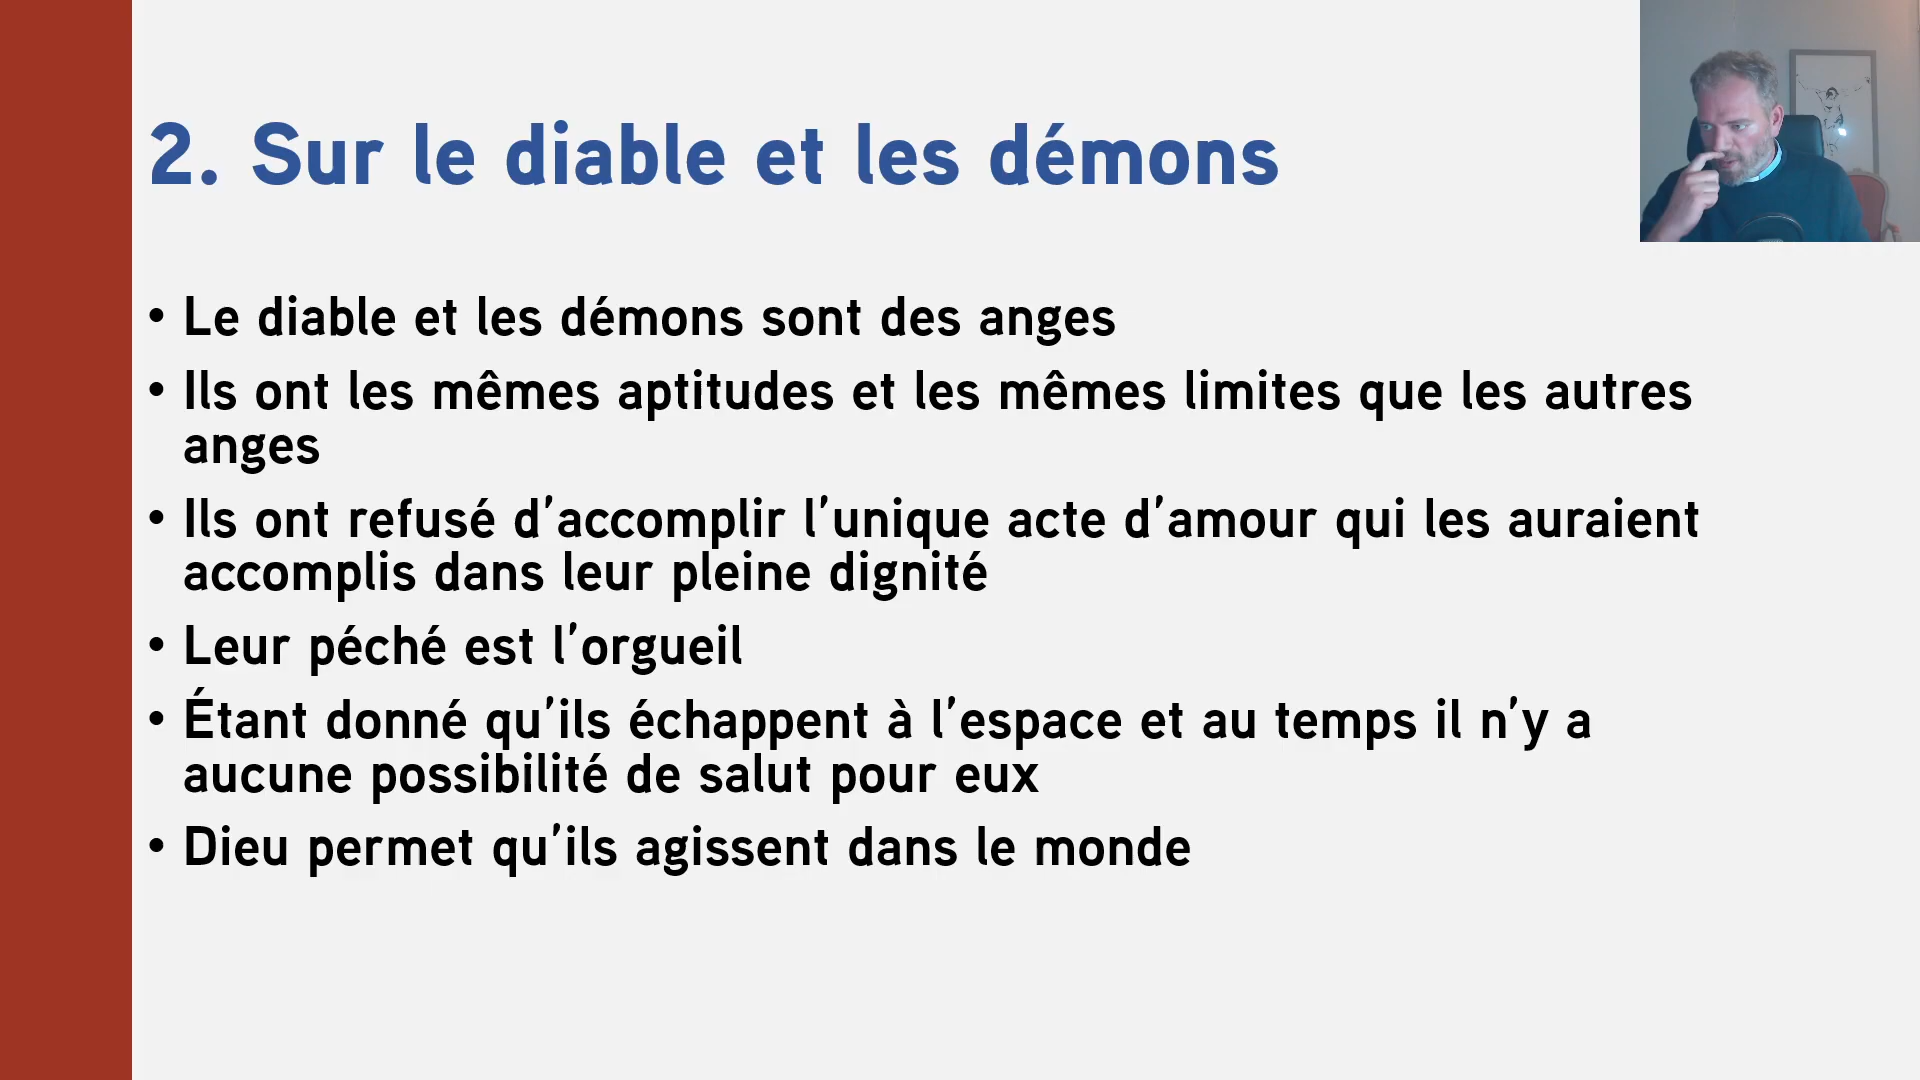 2. Sur le diable et les démons
• Le diable et les démons sont des anges
• Ils ont les mêmes aptitudes et les mêmes limites que les autres
anges
• Ils ont refusé d’accomplir l’unique acte d’amour qui les auraient
accomplis dans leur pleine dignité
• Leur péché est l’orgueil
• Étant donné qu’ils échappent à l’espace et au temps il n’y a
aucune possibilité de salut pour eux
• Dieu permet qu’ils agissent dans le monde